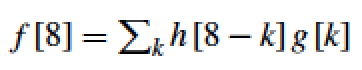 f[8] = ∑ₖ h[8 − k] g[k]